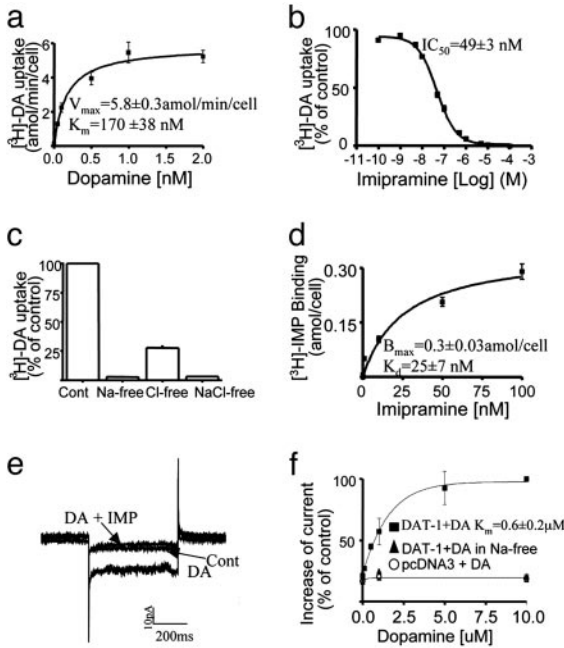 a
[³H]-DA uptake
(amol/min/cell)
6
4
2
0
V_max=5.8±0.3amol/min/cell
K_m=170 ±38 nM
0.0 0.5 1.0 1.5 2.0
Dopamine [nM]
b
[³H]-DA uptake
(% of control)
100
50
0
IC₅₀=49±3 nM
-11 -10 -9 -8 -7 -6 -5 -4 -3
Imipramine [Log] (M)
c
[³H]-DA uptake
(% of control)
100
75
50
25
Cont Na-free Cl-free NaCl-free
d
[³H]-IMP Binding
(amol/cell)
0.30
0.15
B_max=0.3±0.03amol/cell
K_d=25±7 nM
0 25 50 75 100
Imipramine [nM]
e
DA + IMP
Cont
DA
10pA
200ms
f
Increase of current
(% of control)
100
50
0
DAT-1+DA K_m=0.6±0.2µM
DAT-1+DA in Na-free
pcDNA3 + DA
0.0 2.5 5.0 7.5 10.0
Dopamine [uM]